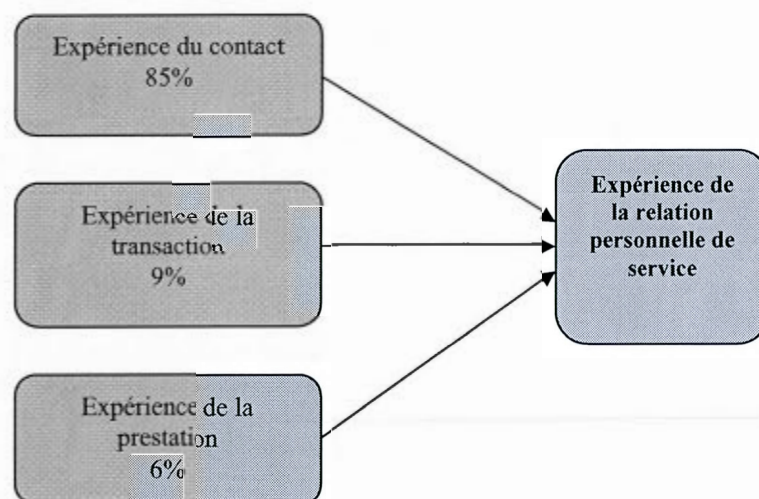 Expérience du contact
85%
Expérience de la
transaction
9%
Expérience de la
prestation
6%
Expérience de
la relation
personnelle de
service